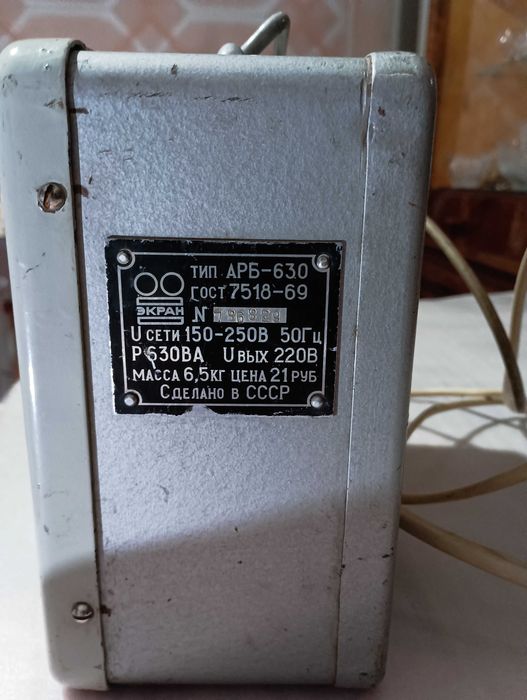 ТИП АРБ-630
ГОСТ 7518-69
ЭКРАН
N
U СЕТИ 150-250В 50Гц
Р 630ВА U ВЫХ 220В
МАССА 6,5КГ ЦЕНА 21 РУБ
СДЕЛАНО В СССР